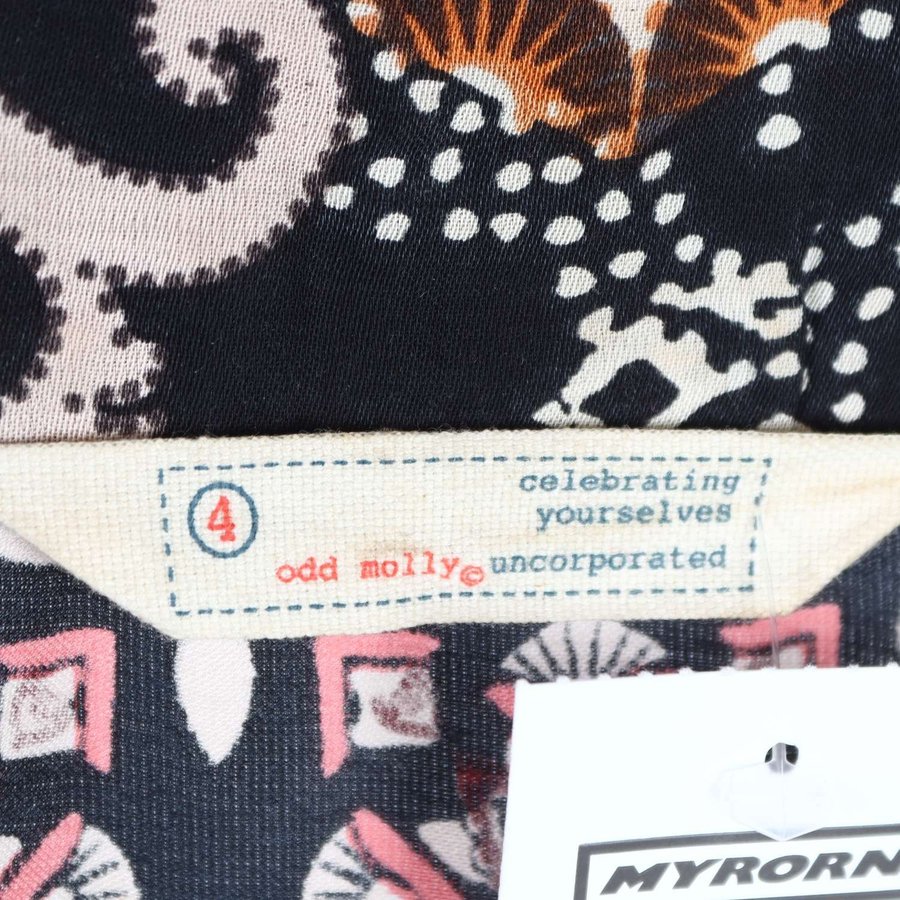 4
celebrating
yourselves
odd molly© uncorporated
MYRORN